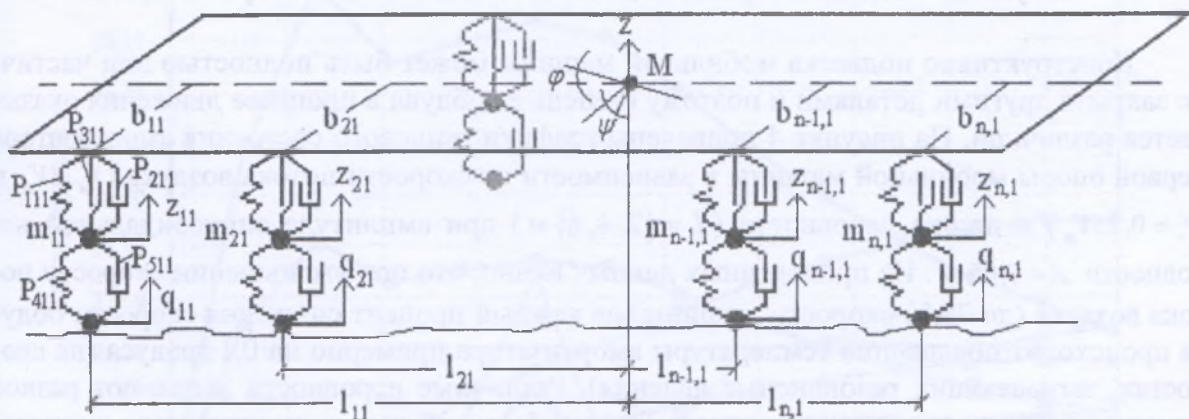 z
M
φ
ψ
P₃₁₁ b₁₁ b₂₁ bₙ₋₁,₁ bₙ,₁
P₁₁₁ P₂₁₁ z₁₁ z₂₁ zₙ₋₁,₁ zₙ,₁
m₁₁ m₂₁ mₙ₋₁,₁ mₙ,₁
P₄₁₁ P₅₁₁ q₁₁ q₂₁ qₙ₋₁,₁ qₙ,₁
l₂₁ lₙ₋₁,₁
l₁₁ lₙ,₁